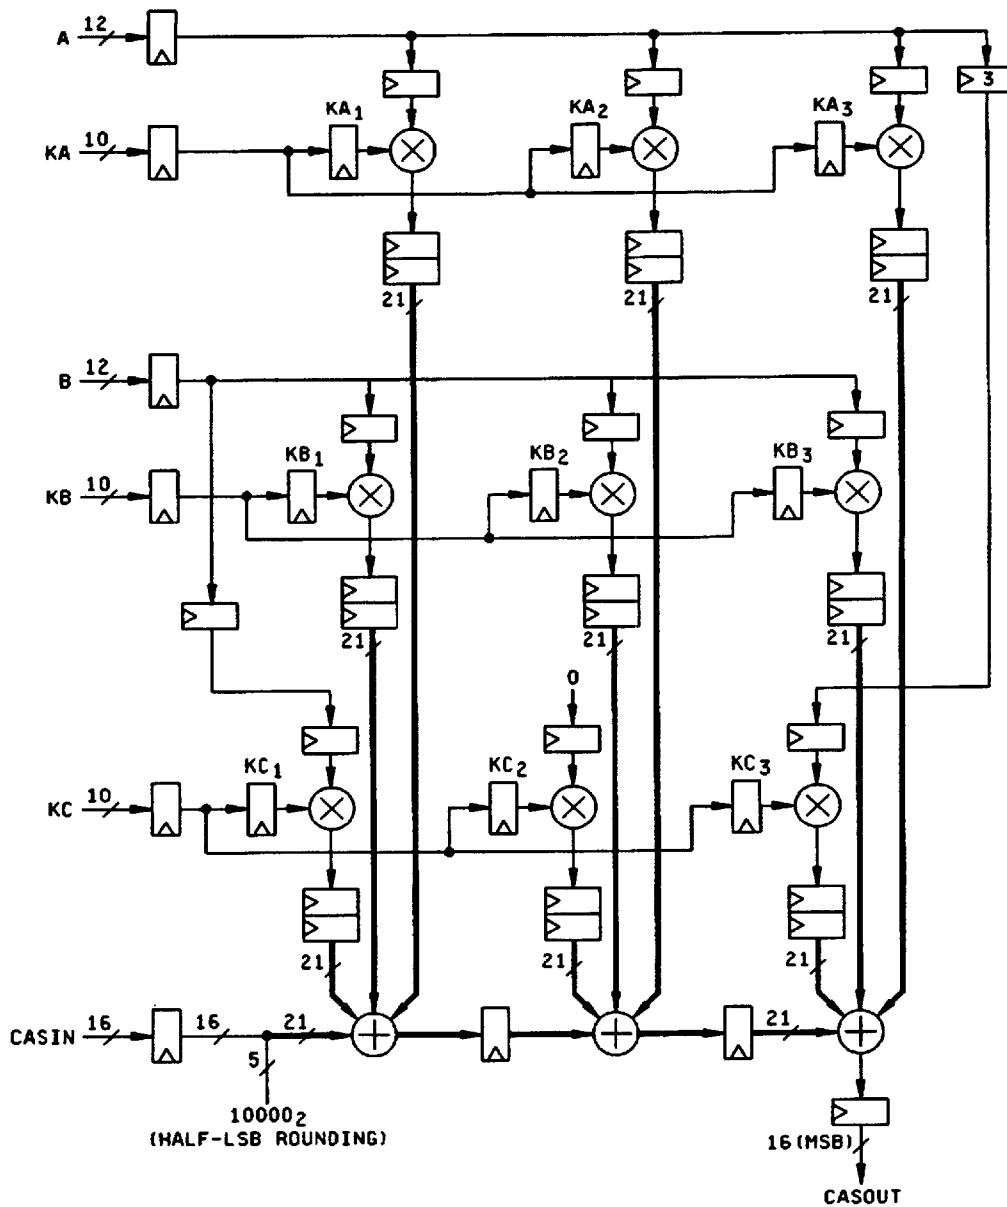 A 12
3
KA 10 KA1 KA2 KA3
21 21 21
B 12
KB 10 KB1 KB2 KB3
21 21 21
0
KC 10 KC1 KC2 KC3
21 21 21
CASIN 16 16 21 21
5
100002
(HALF-LSB ROUNDING)
16(MSB)
CASOUT